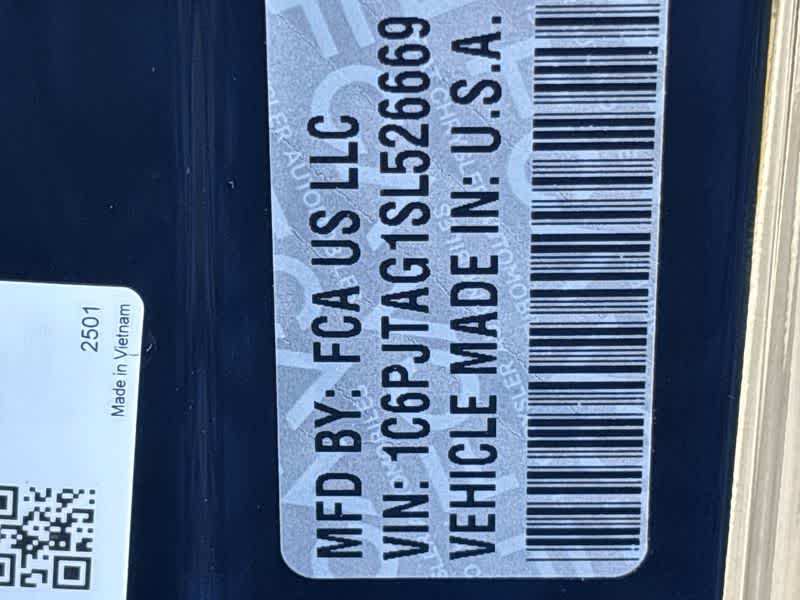 MFD BY: FCA US LLC
VIN: 1C6PJTAG1SL526669
VEHICLE MADE IN: U.S.A.
2501
Made in Vietnam